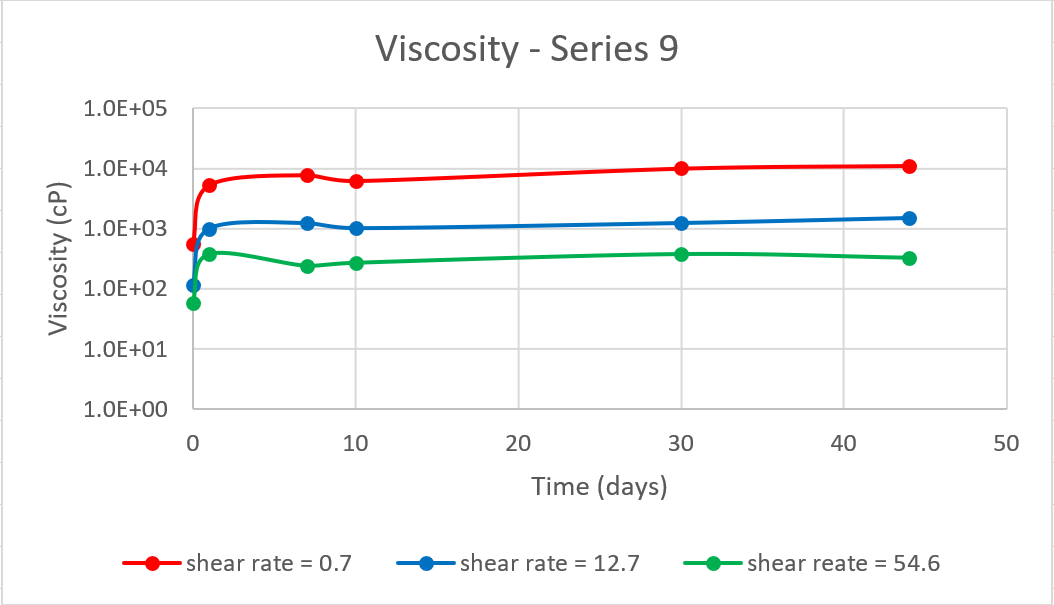 Viscosity - Series 9
1.0E+05
1.0E+04
1.0E+03
1.0E+02
1.0E+01
1.0E+00
Viscosity (cP)
0 10 20 30 40 50
Time (days)
shear rate = 0.7 shear rate = 12.7 shear reate = 54.6